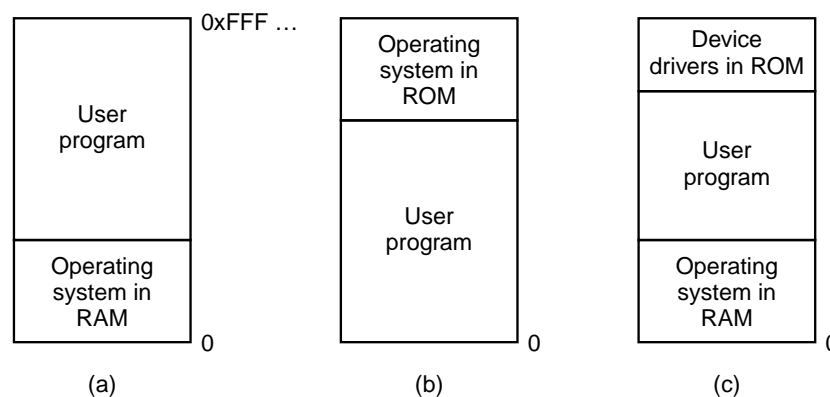 0xFFF ...
User
program
Operating
system in
RAM
0
(a)
Operating
system in
ROM
User
program
0
(b)
Device
drivers in ROM
User
program
Operating
system in
RAM
0
(c)